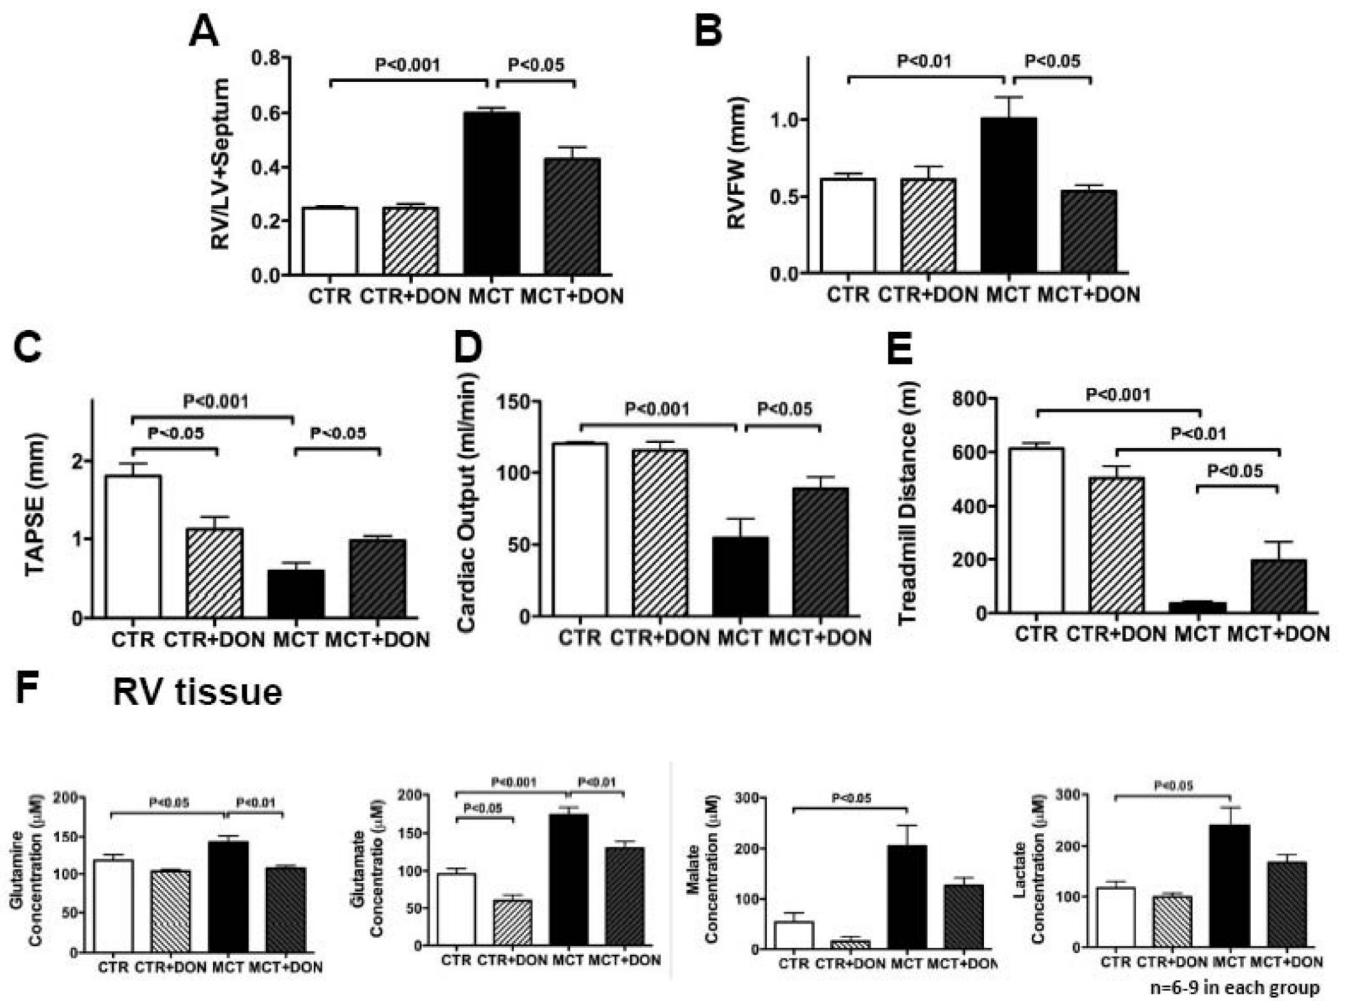 A
RV/LV+Septum
0.8
0.6
0.4
0.2
0.0
P<0.001
P<0.05
CTR CTR+DON MCT MCT+DON
B
RVFW (mm)
1.0
0.5
0.0
P<0.01
P<0.05
CTR CTR+DON MCT MCT+DON
C
TAPSE (mm)
2
1
0
P<0.001
P<0.05
P<0.05
CTR CTR+DON MCT MCT+DON
D
Cardiac Output (ml/min)
150
100
50
0
P<0.001
P<0.05
CTR CTR+DON MCT MCT+DON
E
Treadmill Distance (m)
800
600
400
200
0
P<0.001
P<0.01
P<0.05
CTR CTR+DON MCT MCT+DON
F RV tissue
Glutamine
Concentration (µM)
200
150
100
50
0
P<0.05
P<0.01
CTR CTR+DON MCT MCT+DON
Glutamate
Concentratio (µM)
200
150
100
50
0
P<0.001
P<0.01
P<0.05
CTR CTR+DON MCT MCT+DON
Malate
Concentration (µM)
300
200
100
0
P<0.05
CTR CTR+DON MCT MCT+DON
Lactate
Concentration (µM)
300
200
100
0
P<0.05
CTR CTR+DON MCT MCT+DON
n=6-9 in each group